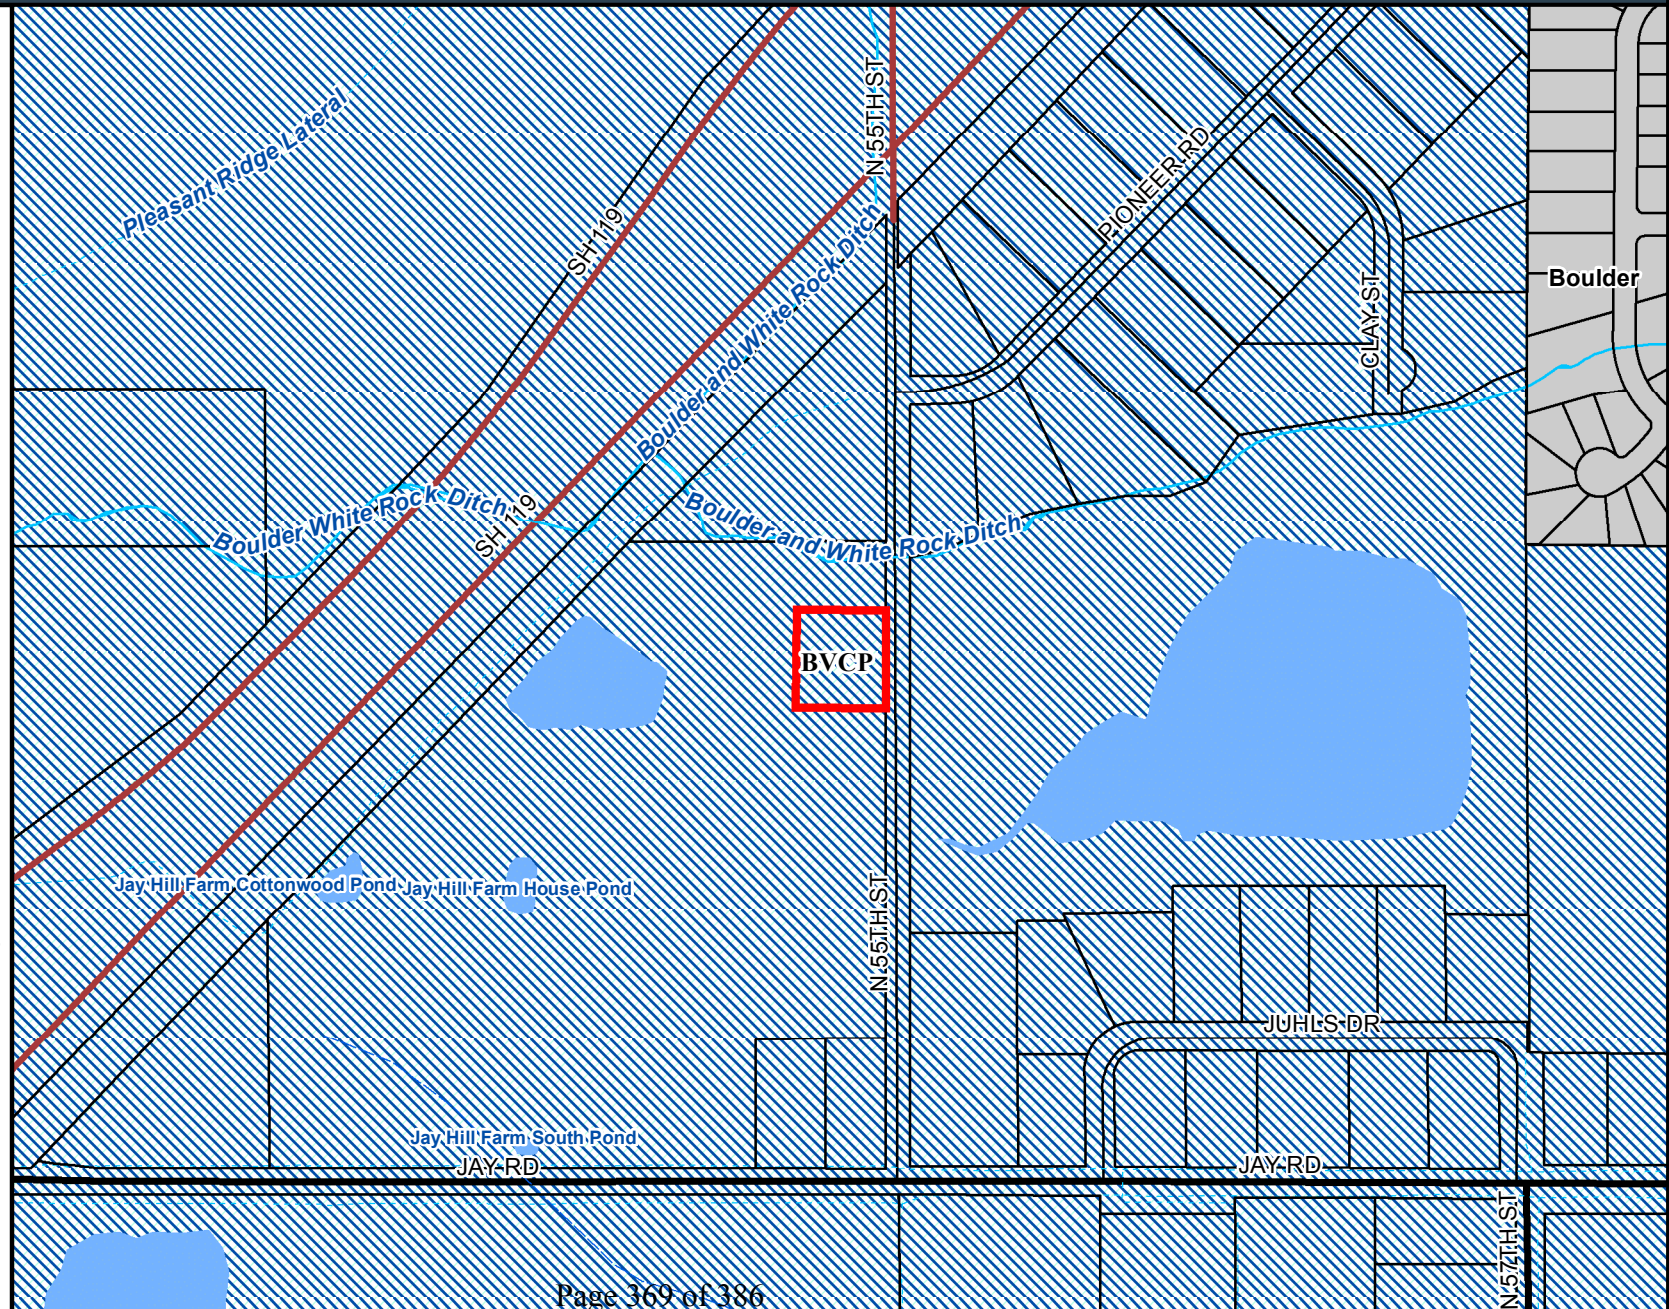 N 55TH ST
Pleasant Ridge Lateral
PIONEER RD
SH 119
Boulder and White Rock Ditch
Boulder
CLAY ST
Boulder White Rock Ditch
SH 119
Boulder and White Rock Ditch
BVCP
Jay Hill Farm Cottonwood Pond
Jay Hill Farm House Pond
N 55TH ST
JUHLS DR
Jay Hill Farm South Pond
JAY RD
JAY RD
N 57TH ST
Page 369 of 386